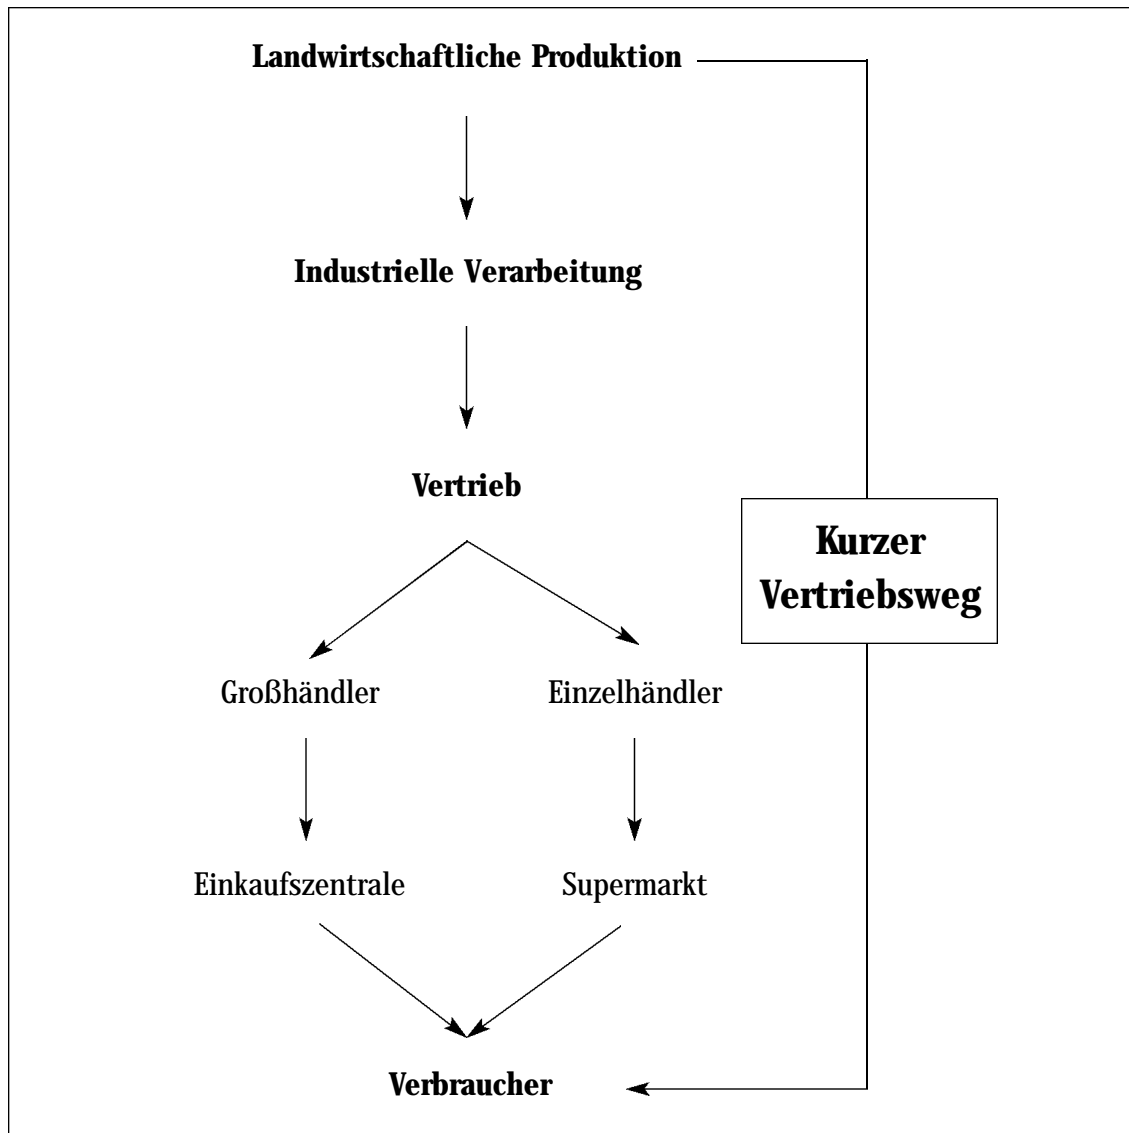 Landwirtschaftliche Produktion
Industrielle Verarbeitung
Vertrieb
Kurzer
Vertriebsweg
Großhändler
Einzelhändler
Einkaufszentrale
Supermarkt
Verbraucher